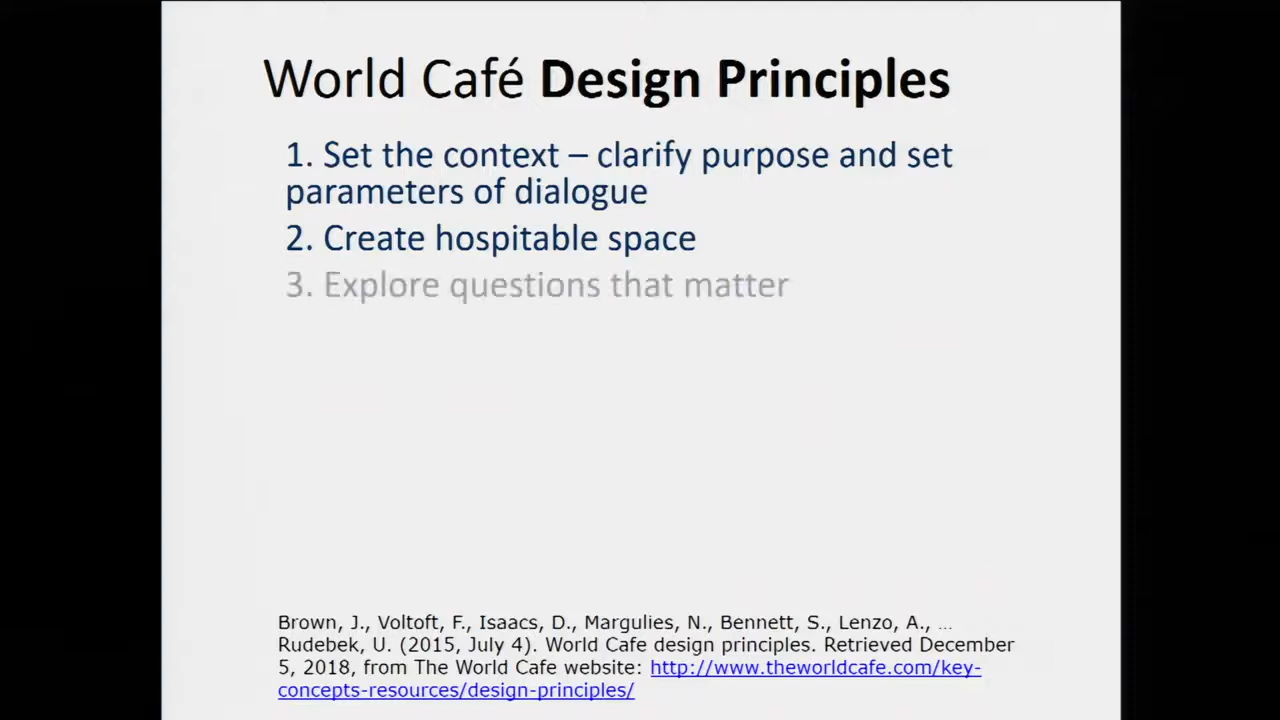 World Café Design Principles
1. Set the context – clarify purpose and set
parameters of dialogue
2. Create hospitable space
3. Explore questions that matter
Brown, J., Voltoft, F., Isaacs, D., Margulies, N., Bennett, S., Lenzo, A., …
Rudebek, U. (2015, July 4). World Cafe design principles. Retrieved December
5, 2018, from The World Cafe website: http://www.theworldcafe.com/key-
concepts-resources/design-principles/